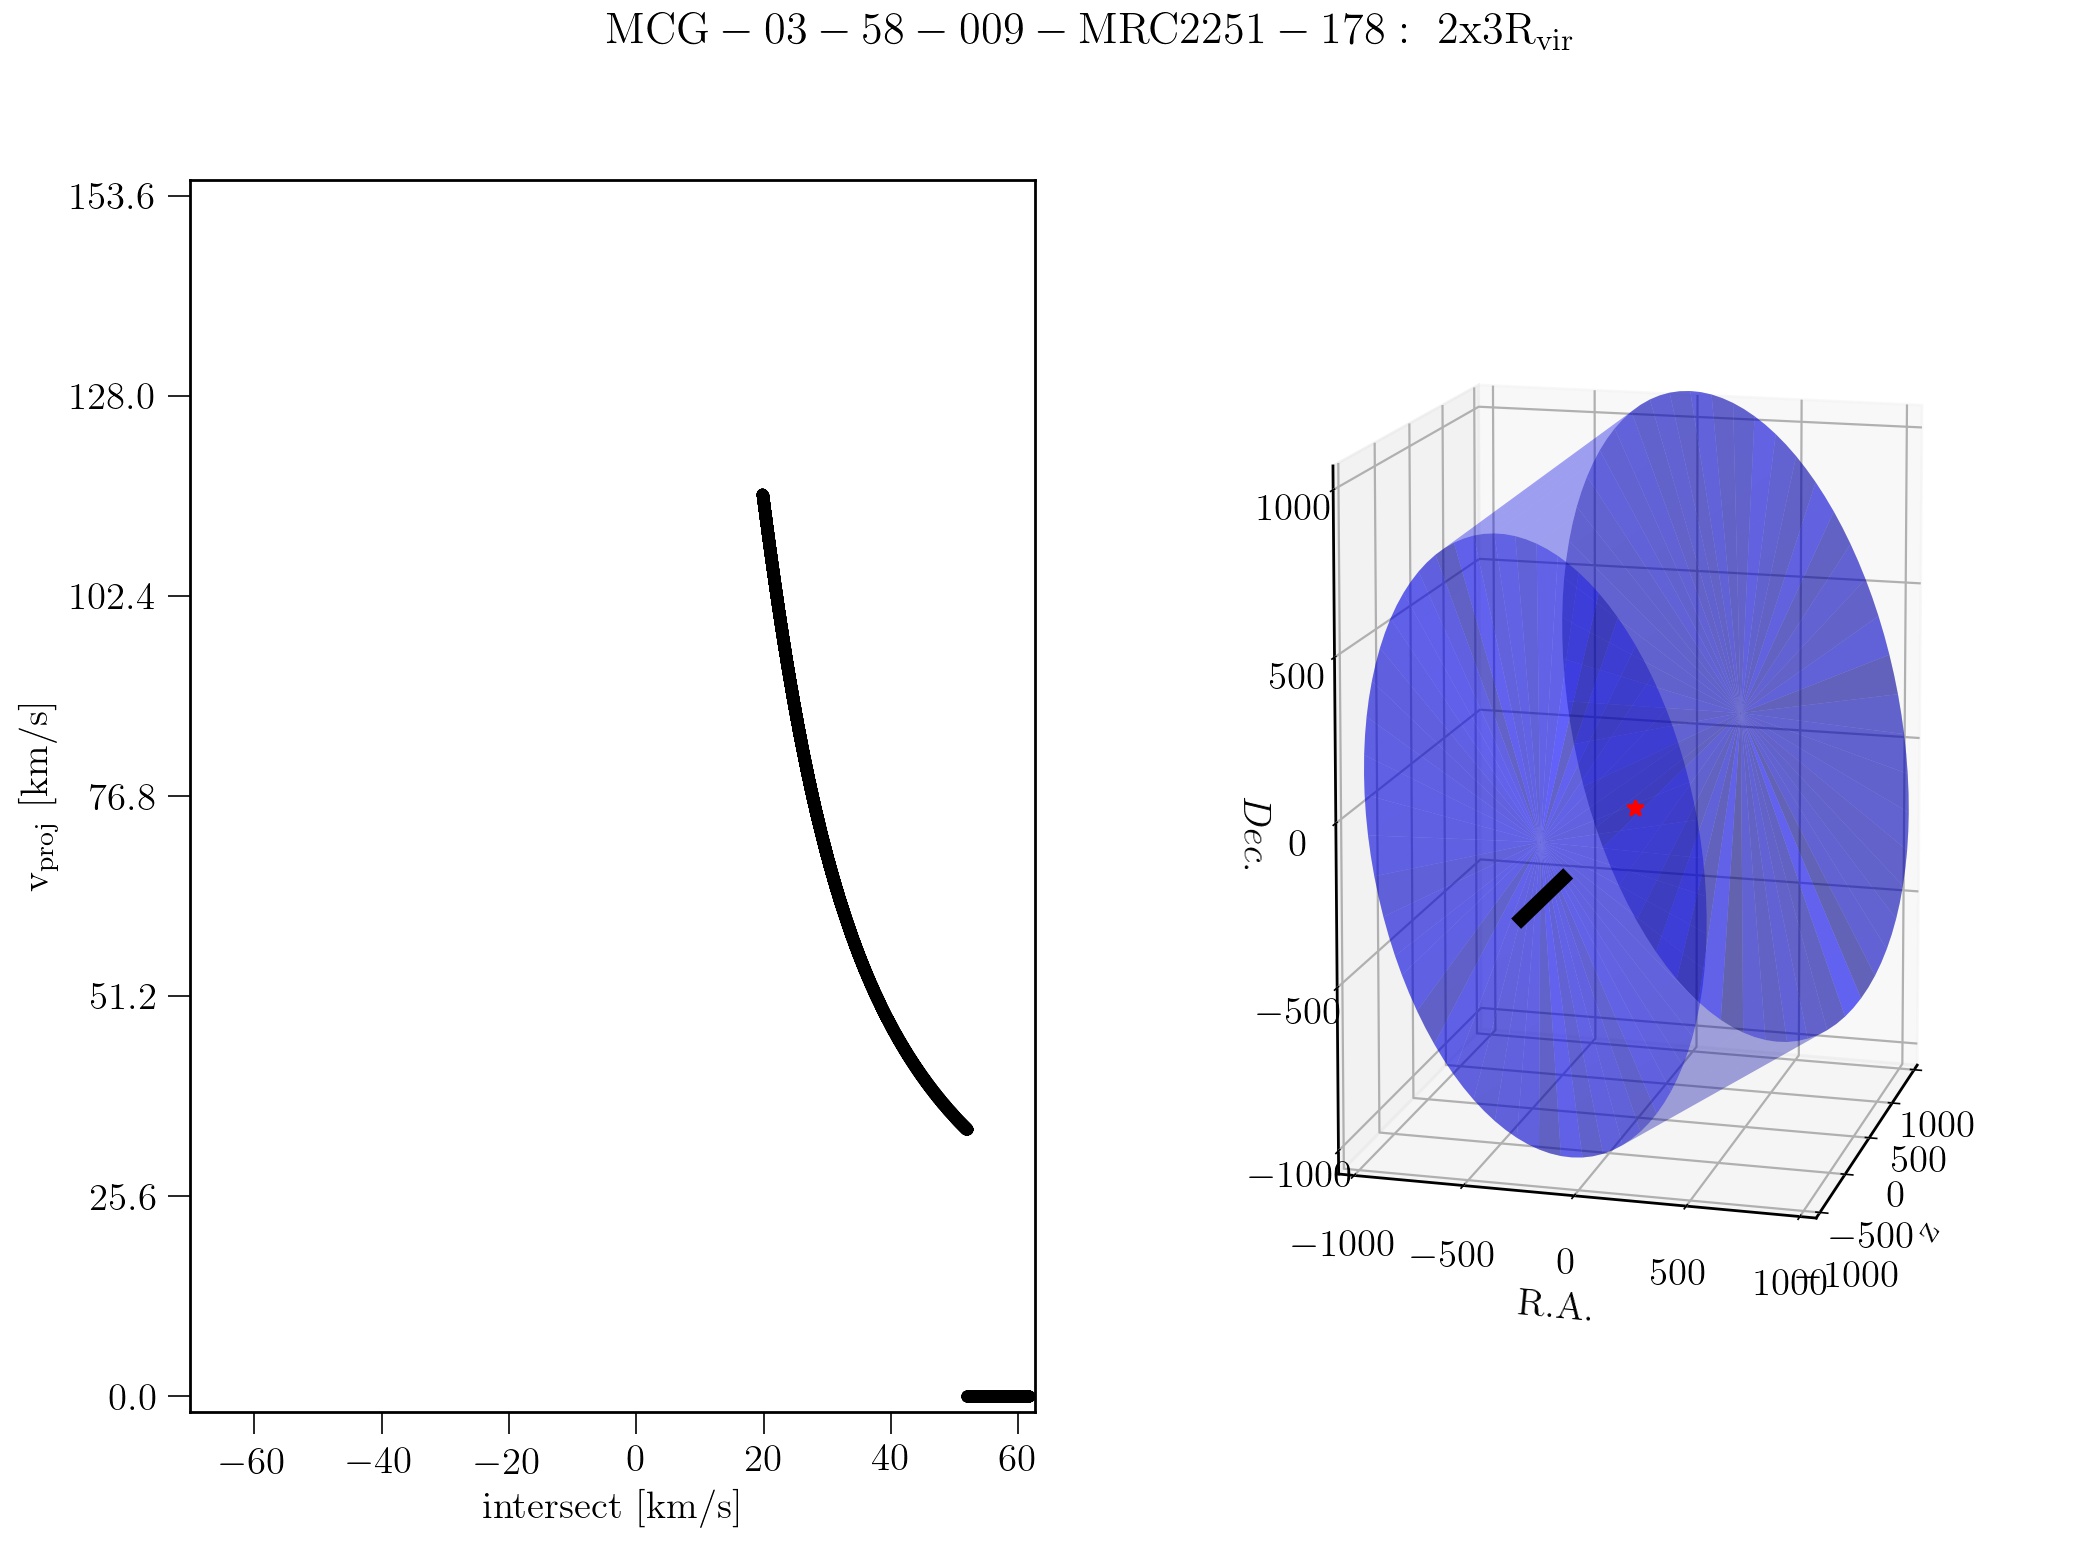 MCG − 03 − 58 − 009 − MRC2251 − 178 : 2x3Rvir
153.6
128.0
102.4
76.8
51.2
25.6
0.0
vproj [km/s]
−60 −40 −20 0 20 40 60
intersect [km/s]
1000
500
0
−500
−1000
Dec.
−1000 −500 0 500 1000
R.A.
1000
500
0
−500
−1000
z